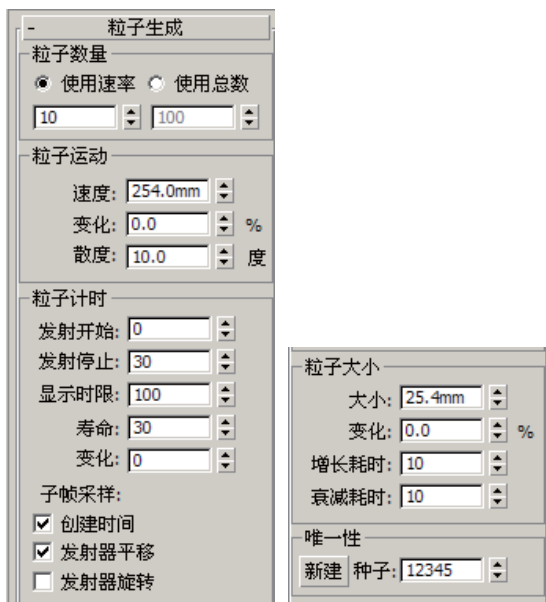 - 粒子生成
粒子数量
使用速率 使用总数
10 100
粒子运动
速度: 254.0mm
变化: 0.0 %
散度: 10.0 度
粒子计时
发射开始: 0
发射停止: 30
显示时限: 100
寿命: 30
变化: 0
子帧采样:
创建时间
发射器平移
发射器旋转
粒子大小
大小: 25.4mm
变化: 0.0 %
增长耗时: 10
衰减耗时: 10
唯一性
新建 种子: 12345